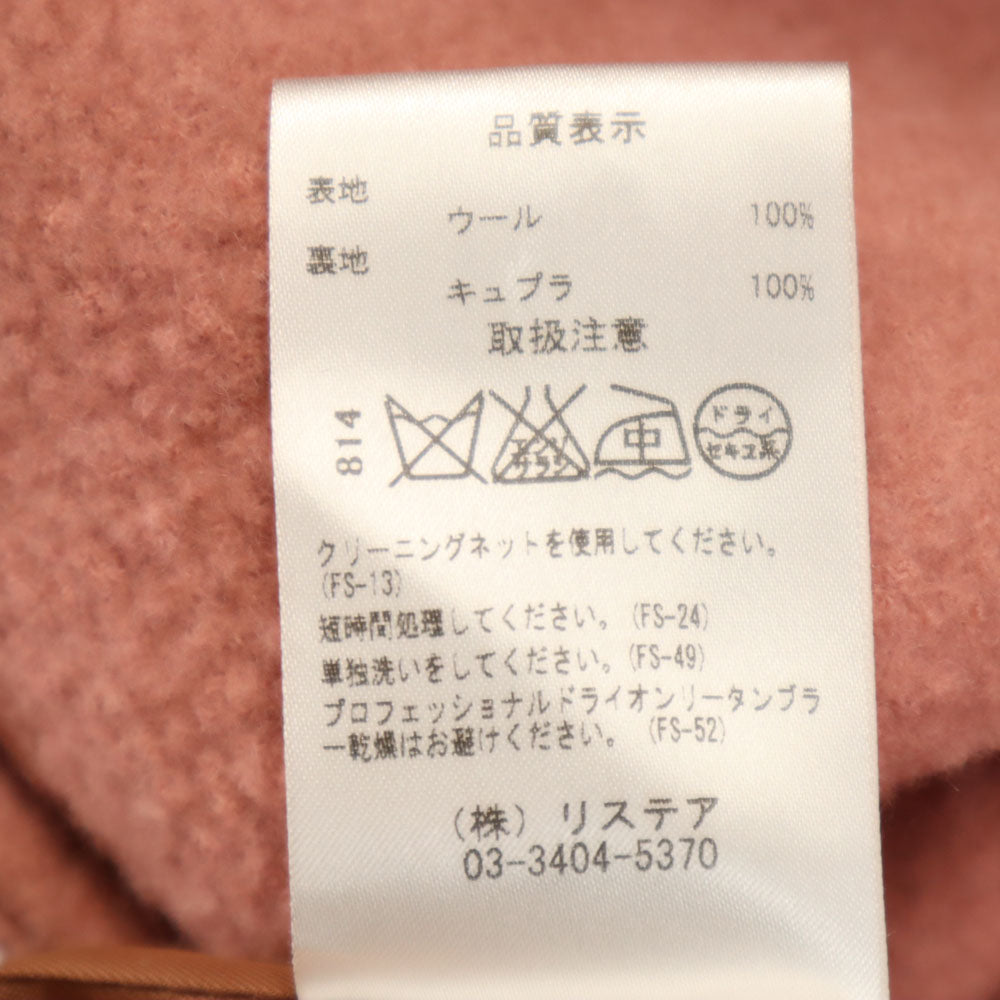 品質表示
表地
ウール 100%
裏地
キュプラ 100%
取扱注意
814
エンソ
サラシ
中
ドライ
セキユ系
クリーニングネットを使用してください。
(FS-13)
短時間処理してください。(FS-24)
単独洗いをしてください。(FS-49)
プロフェッショナルドライオンリータンブラ
ー乾燥はお避けください。 (FS-52)
(株) リステア
03-3404-5370